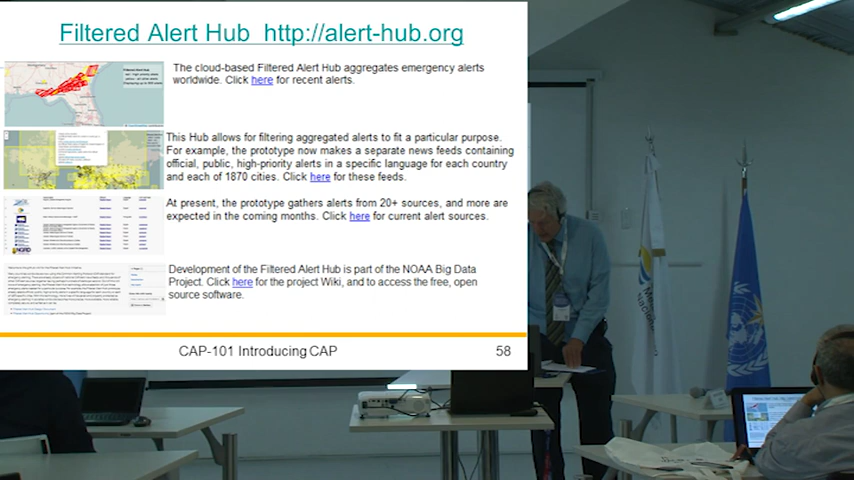 Filtered Alert Hub http://alert-hub.org
The cloud-based Filtered Alert Hub aggregates emergency alerts
worldwide. Click here for recent alerts.
This Hub allows for filtering aggregated alerts to fit a particular purpose.
For example, the prototype now makes a separate news feeds containing
official, public, high-priority alerts in a specific language for each country
and each of 1870 cities. Click here for these feeds.
At present, the prototype gathers alerts from 20+ sources, and more are
expected in the coming months. Click here for current alert sources.
Development of the Filtered Alert Hub is part of the NOAA Big Data
Project. Click here for the project Wiki, and to access the free, open
source software.
CAP-101 Introducing CAP
58